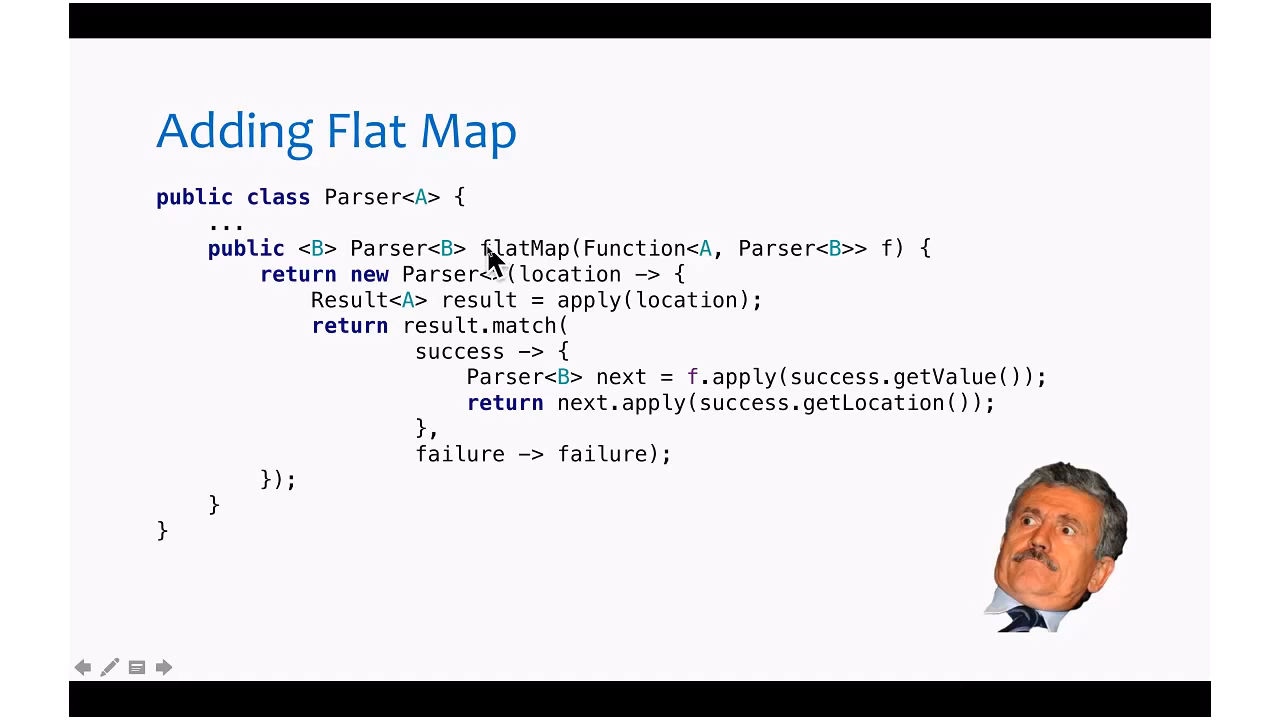 Adding Flat Map
public class Parser<A> {
...
public <B> Parser<B> flatMap(Function<A, Parser<B>> f) {
return new Parser<>(location -> {
Result<A> result = apply(location);
return result.match(
success -> {
Parser<B> next = f.apply(success.getValue());
return next.apply(success.getLocation());
},
failure -> failure);
});
}
}